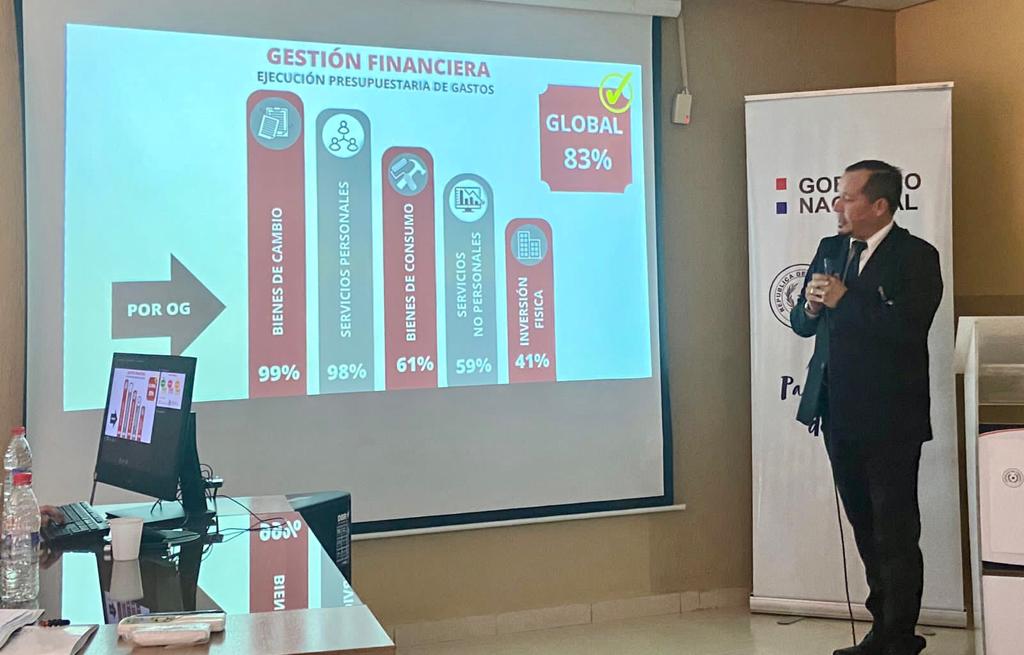 GESTIÓN FINANCIERA
EJECUCIÓN PRESUPUESTARIA DE GASTOS
GLOBAL
83%
POR OG
BIENES DE CAMBIO
99%
SERVICIOS PERSONALES
98%
BIENES DE CONSUMO
61%
SERVICIOS
NO PERSONALES
59%
INVERSIÓN
FISICA
41%
REPUBLICA